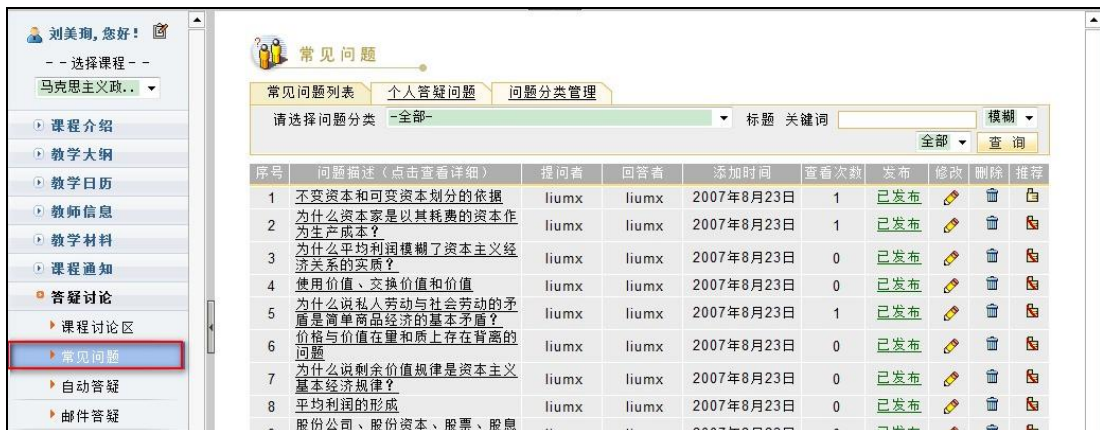 刘美珣,您好!
--选择课程--
马克思主义政..
课程介绍
教学大纲
教学日历
教师信息
教学材料
课程通知
答疑讨论
课程讨论区
常见问题
自动答疑
邮件答疑
常见问题
常见问题列表 个人答疑问题 问题分类管理
请选择问题分类 -全部- 标题 关键词 模糊
全部 查 询
序号 问题描述(点击查看详细) 提问者 回答者 添加时间 查看次数 发布 修改 删除 推荐
1 不变资本和可变资本划分的依据 liumx liumx 2007年8月23日 1 已发布
2 为什么资本家是以其耗费的资本作
为生产成本? liumx liumx 2007年8月23日 1 已发布
3 为什么平均利润模糊了资本主义经
济关系的实质? liumx liumx 2007年8月23日 0 已发布
4 使用价值、交换价值和价值 liumx liumx 2007年8月23日 0 已发布
5 为什么说私人劳动与社会劳动的矛
盾是简单商品经济的基本矛盾? liumx liumx 2007年8月23日 1 已发布
6 价格与价值在量和质上存在背离的
问题 liumx liumx 2007年8月23日 0 已发布
7 为什么说剩余价值规律是资本主义
基本经济规律? liumx liumx 2007年8月23日 0 已发布
8 平均利润的形成 liumx liumx 2007年8月23日 0 已发布
股份公司、股份资本、股票、股息